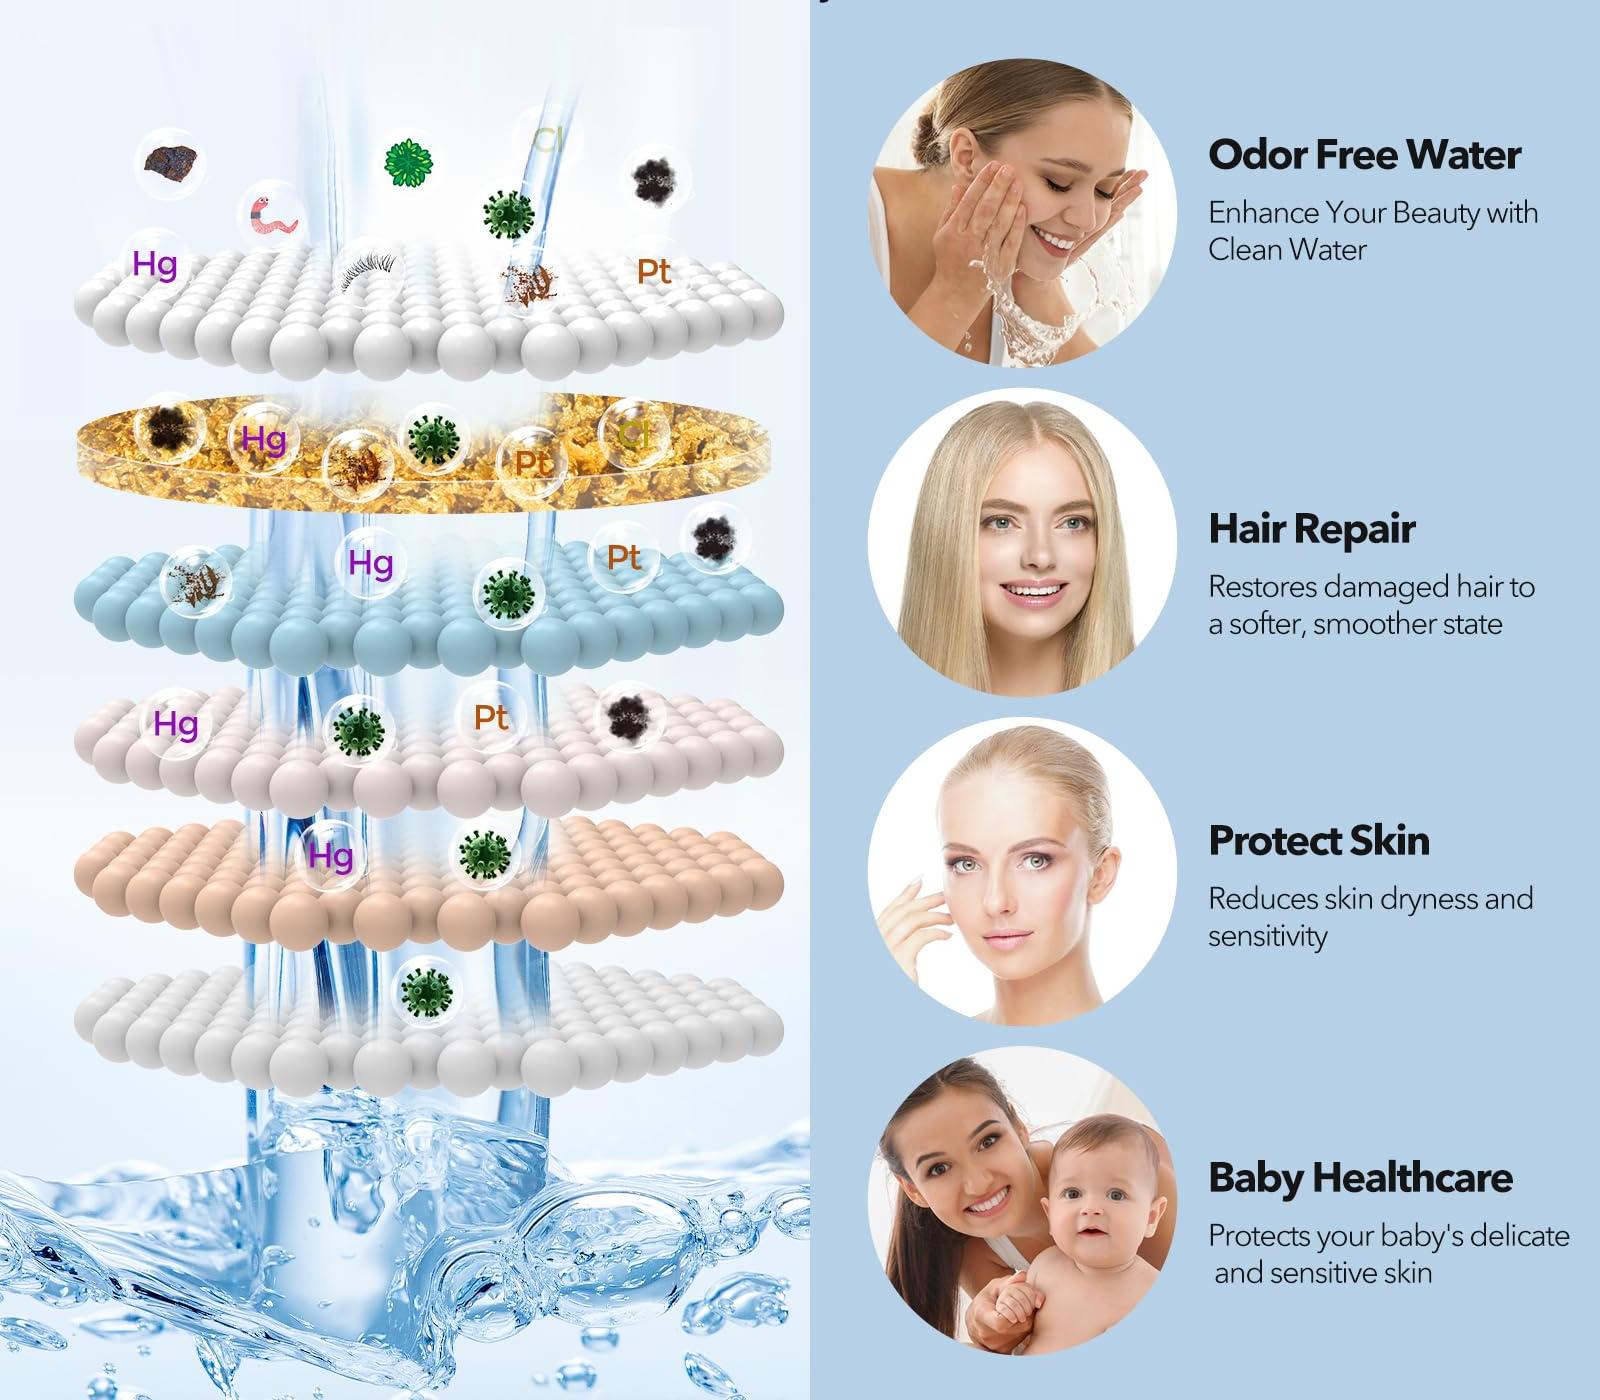 Cl
Hg
Pt
Hg
Pt
Cl
Hg
Pt
Hg
Pt
Hg
Odor Free Water
Enhance Your Beauty with
Clean Water
Hair Repair
Restores damaged hair to
a softer, smoother state
Protect Skin
Reduces skin dryness and
sensitivity
Baby Healthcare
Protects your baby's delicate
and sensitive skin